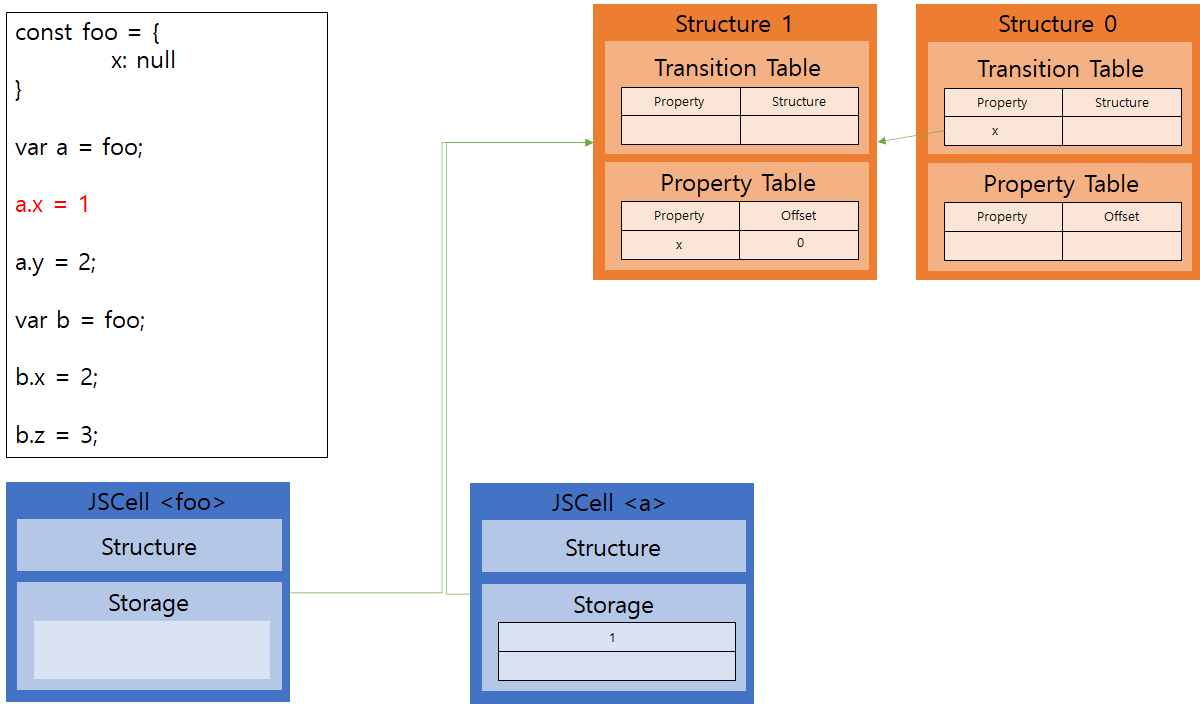 const foo = {
x: null
}
var a = foo;
a.x = 1
a.y = 2;
var b = foo;
b.x = 2;
b.z = 3;
Structure 1
Transition Table
Property Structure
Property Table
Property Offset
x 0
Structure 0
Transition Table
Property Structure
x
Property Table
Property Offset
JSCell <foo>
Structure
Storage
JSCell <a>
Structure
Storage
1